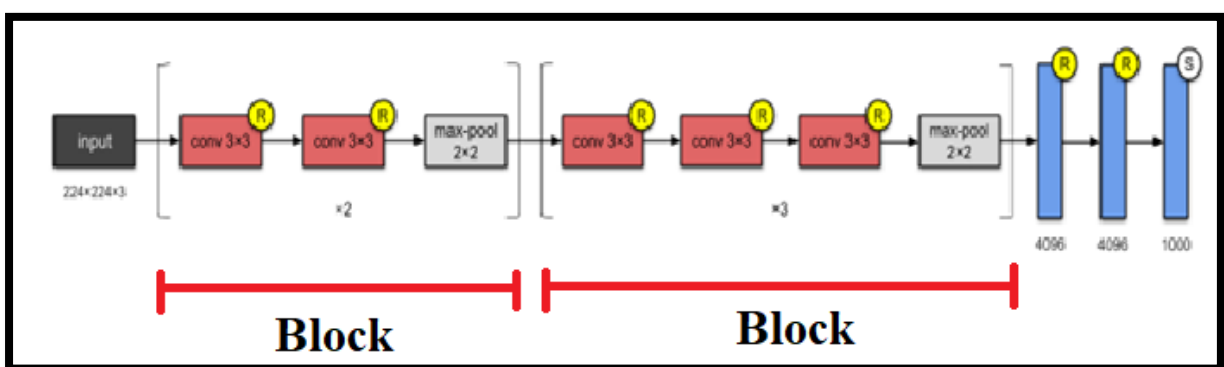 input
224×224×3
conv 3×3
R
conv 3×3
R
max-pool
2×2
×2
conv 3×3
R
conv 3×3
R
conv 3×3
R
max-pool
2×2
×3
R
4096
R
4096
S
1000
Block
Block